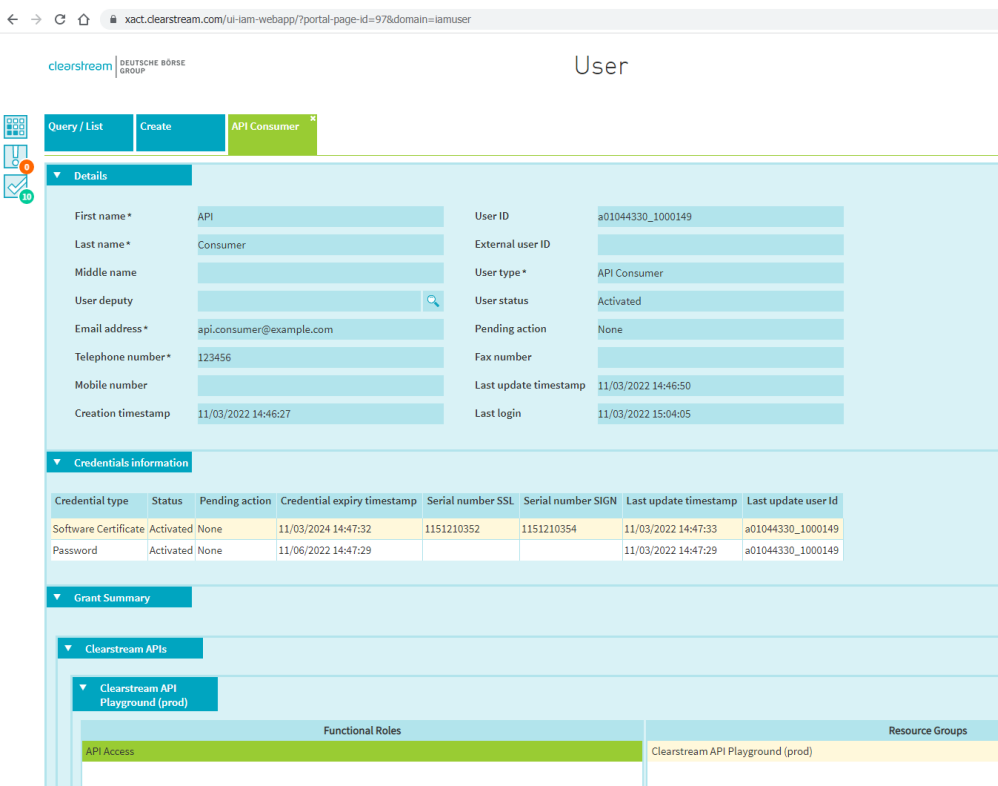 xact.clearstream.com/ui-iam-webapp/?portal-page-id=97&domain=iamuser
clearstream DEUTSCHE BÖRSE GROUP
User
Query / List Create API Consumer x
0
10
Details
First name * API User ID a01044330_1000149
Last name * Consumer External user ID
Middle name User type * API Consumer
User deputy User status Activated
Email address * api.consumer@example.com Pending action None
Telephone number * 123456 Fax number
Mobile number Last update timestamp 11/03/2022 14:46:50
Creation timestamp 11/03/2022 14:46:27 Last login 11/03/2022 15:04:05
Credentials information
Credential type Status Pending action Credential expiry timestamp Serial number SSL Serial number SIGN Last update timestamp Last update user Id
Software Certificate Activated None 11/03/2024 14:47:32 1151210352 1151210354 11/03/2022 14:47:33 a01044330_1000149
Password Activated None 11/06/2022 14:47:29 11/03/2022 14:47:29 a01044330_1000149
Grant Summary
Clearstream APIs
Clearstream API
Playground (prod)
Functional Roles Resource Groups
API Access Clearstream API Playground (prod)